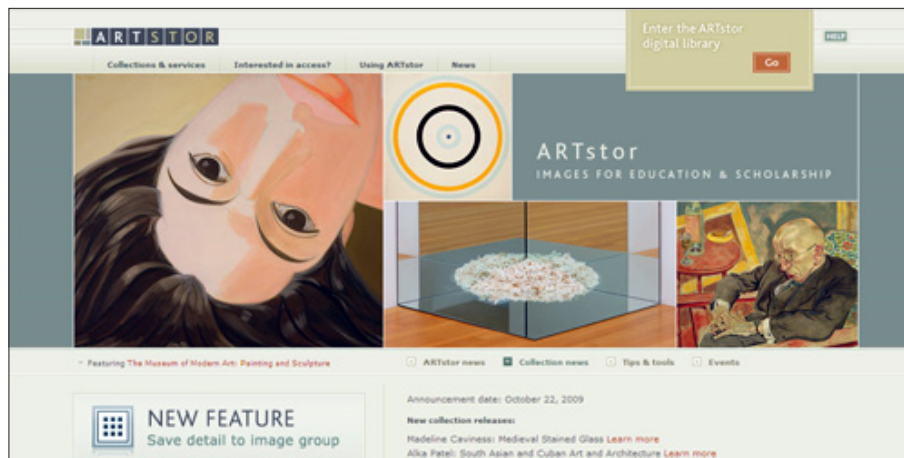 ARTSTOR
Enter the ARTstor
digital library
Go
HELP
Collections & services Interested in access? Using ARTstor News
ARTstor
IMAGES FOR EDUCATION & SCHOLARSHIP
Featuring The Museum of Modern Art: Painting and Sculpture
ARTstor news Collection news Tips & tools Events
NEW FEATURE
Save detail to image group
Announcement date: October 22, 2009
New collection releases:
Madeline Caviness: Medieval Stained Glass Learn more
Alka Patel: South Asian and Cuban Art and Architecture Learn more